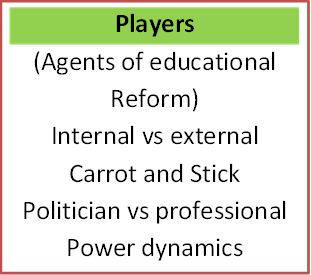 Players
(Agents of educational
Reform)
Internal vs external
Carrot and Stick
Politician vs professional
Power dynamics